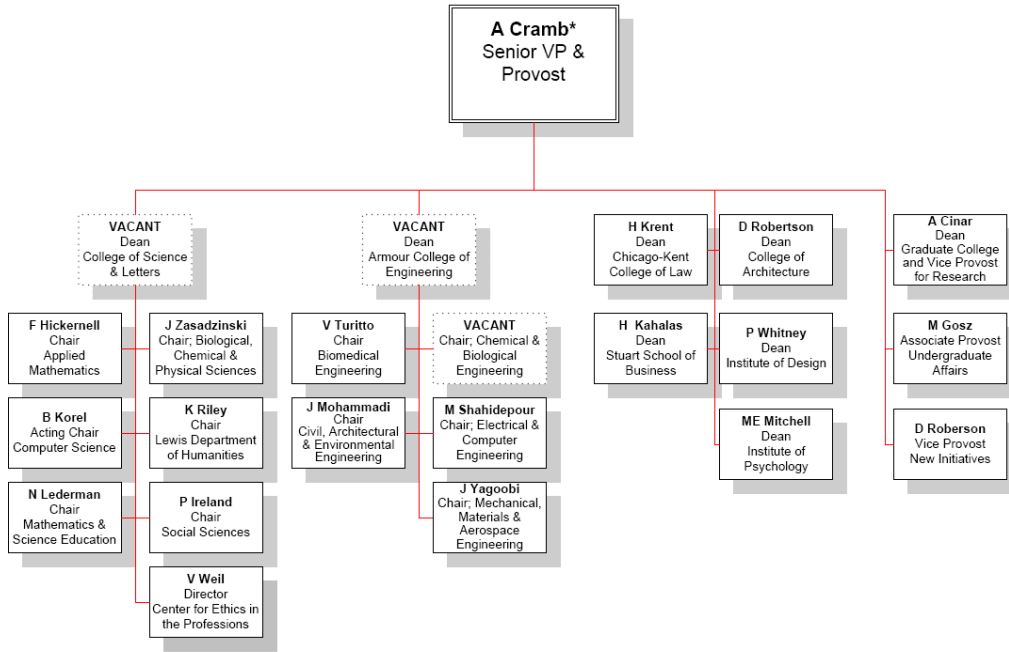 A Cramb*
Senior VP &
Provost
VACANT
Dean
College of Science
& Letters
VACANT
Dean
Armour College of
Engineering
H Krent
Dean
Chicago-Kent
College of Law
D Robertson
Dean
College of
Architecture
A Cinar
Dean
Graduate College
and Vice Provost
for Research
F Hickernell
Chair
Applied
Mathematics
J Zasadzinski
Chair; Biological,
Chemical &
Physical Sciences
V Turitto
Chair
Biomedical
Engineering
VACANT
Chair; Chemical &
Biological
Engineering
H Kahalas
Dean
Stuart School of
Business
P Whitney
Dean
Institute of Design
M Gosz
Associate Provost
Undergraduate
Affairs
B Korel
Acting Chair
Computer Science
K Riley
Chair
Lewis Department
of Humanities
J Mohammadi
Chair
Civil, Architectural
& Environmental
Engineering
M Shahidepour
Chair; Electrical &
Computer
Engineering
ME Mitchell
Dean
Institute of
Psychology
D Roberson
Vice Provost
New Initiatives
N Lederman
Chair
Mathematics &
Science Education
P Ireland
Chair
Social Sciences
J Yagoobi
Chair; Mechanical,
Materials &
Aerospace
Engineering
V Weil
Director
Center for Ethics in
the Professions